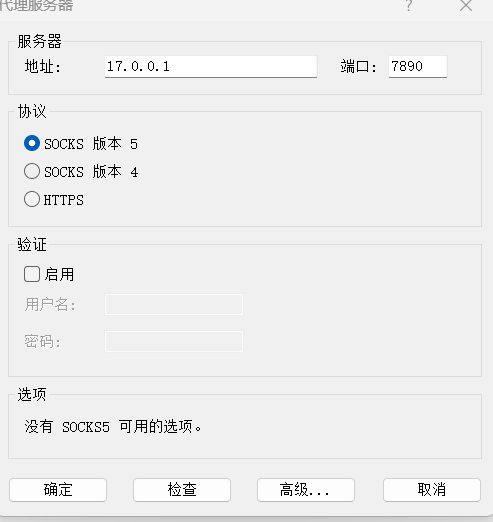 代理服务器
服务器
地址: 17.0.0.1 端口: 7890
协议
SOCKS 版本 5
SOCKS 版本 4
HTTPS
验证
启用
用户名:
密码:
选项
没有 SOCKS5 可用的选项。
确定 检查 高级... 取消